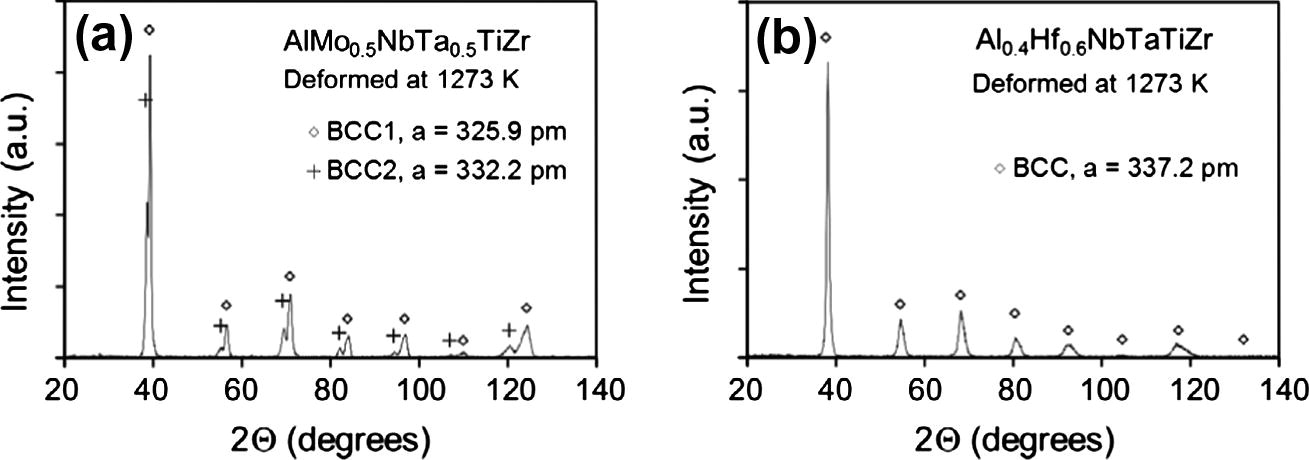 (a)
AlMo0.5NbTa0.5TiZr
Deformed at 1273 K
◇ BCC1, a = 325.9 pm
+ BCC2, a = 332.2 pm
Intensity (a.u.)
20 40 60 80 100 120 140
2Θ (degrees)
(b)
Al0.4Hf0.6NbTaTiZr
Deformed at 1273 K
◇ BCC, a = 337.2 pm
Intensity (a.u.)
20 40 60 80 100 120 140
2Θ (degrees)